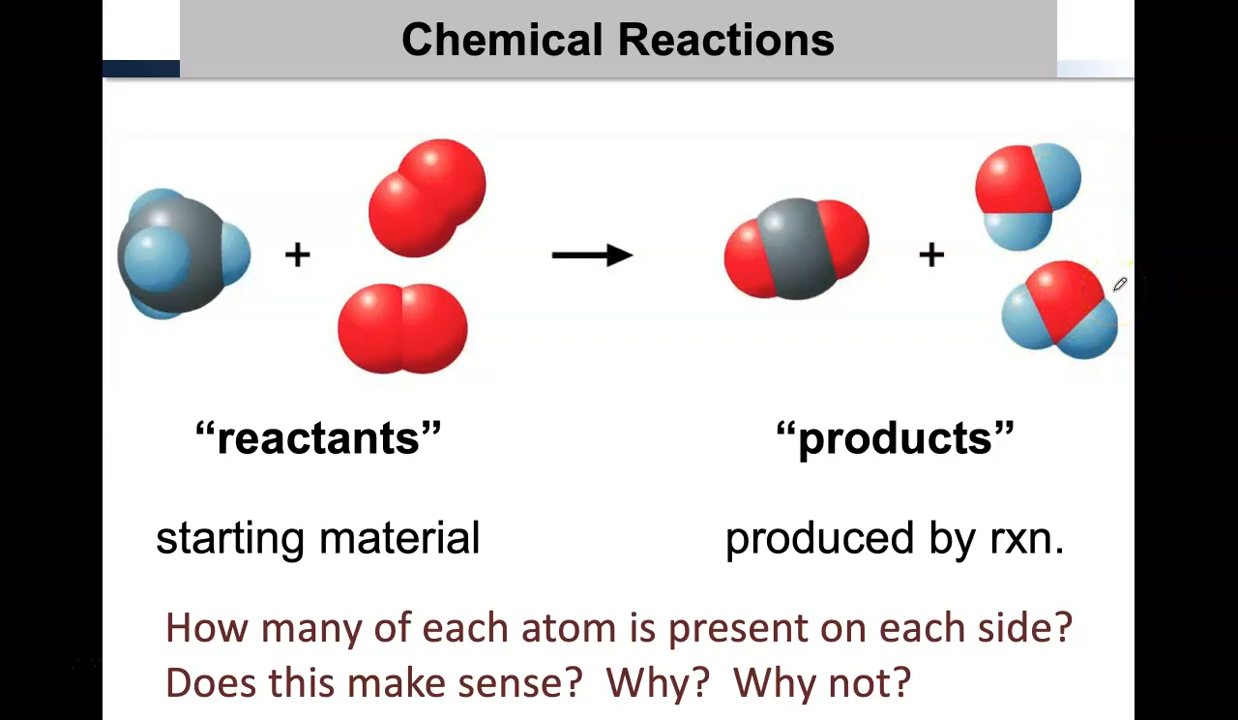 Chemical Reactions
+
+
“reactants”
“products”
starting material
produced by rxn.
How many of each atom is present on each side?
Does this make sense?  Why?  Why not?